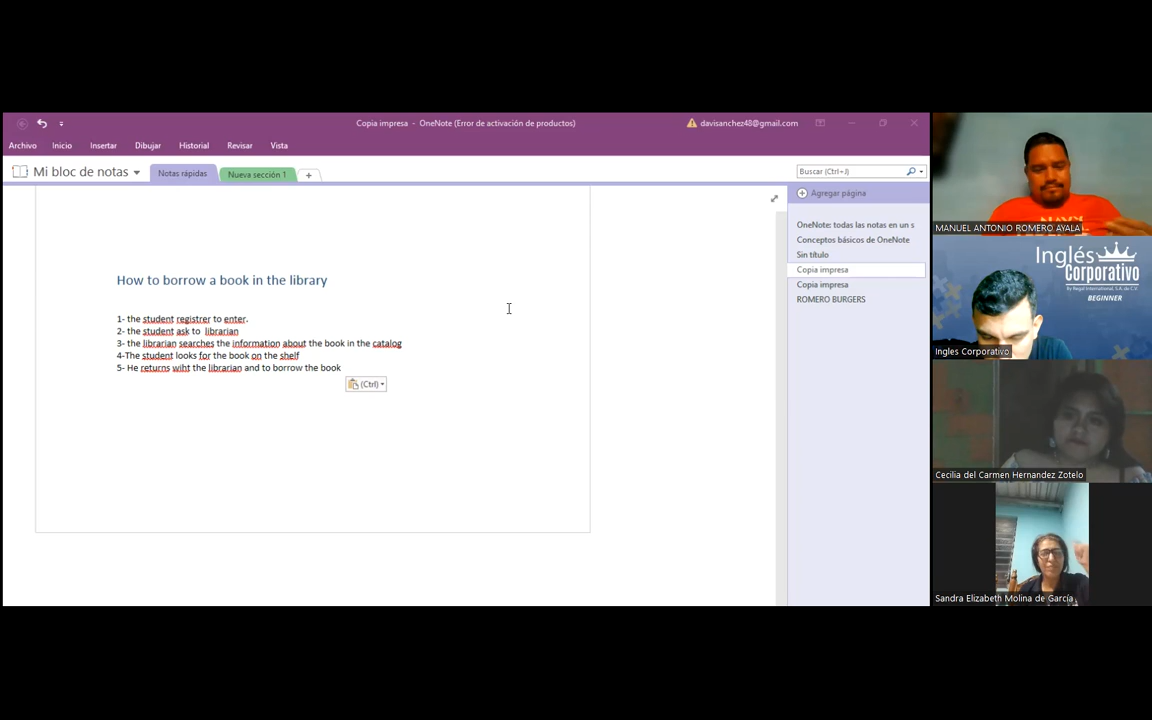 Copia impresa - OneNote (Error de activación de productos)
davisanchez48@gmail.com
Archivo Inicio Insertar Dibujar Historial Revisar Vista
Mi bloc de notas
Notas rápidas
Nueva sección 1
Buscar (Ctrl+J)
Agregar página
OneNote: todas las notas en un s
Conceptos básicos de OneNote
Sin título
Copia impresa
Copia impresa
ROMERO BURGERS
How to borrow a book in the library
1- the student registrer to enter.
2- the student ask to librarian
3- the librarian searches the information about the book in the catalog
4-The student looks for the book on the shelf
5- He returns wiht the librarian and to borrow the book
(Ctrl)
MANUEL ANTONIO ROMERO AYALA
Inglés
Corporativo
By Regal International, S.A. de C.V.
BEGINNER
Ingles Corporativo
Cecilia del Carmen Hernandez Zotelo
Sandra Elizabeth Molina de García